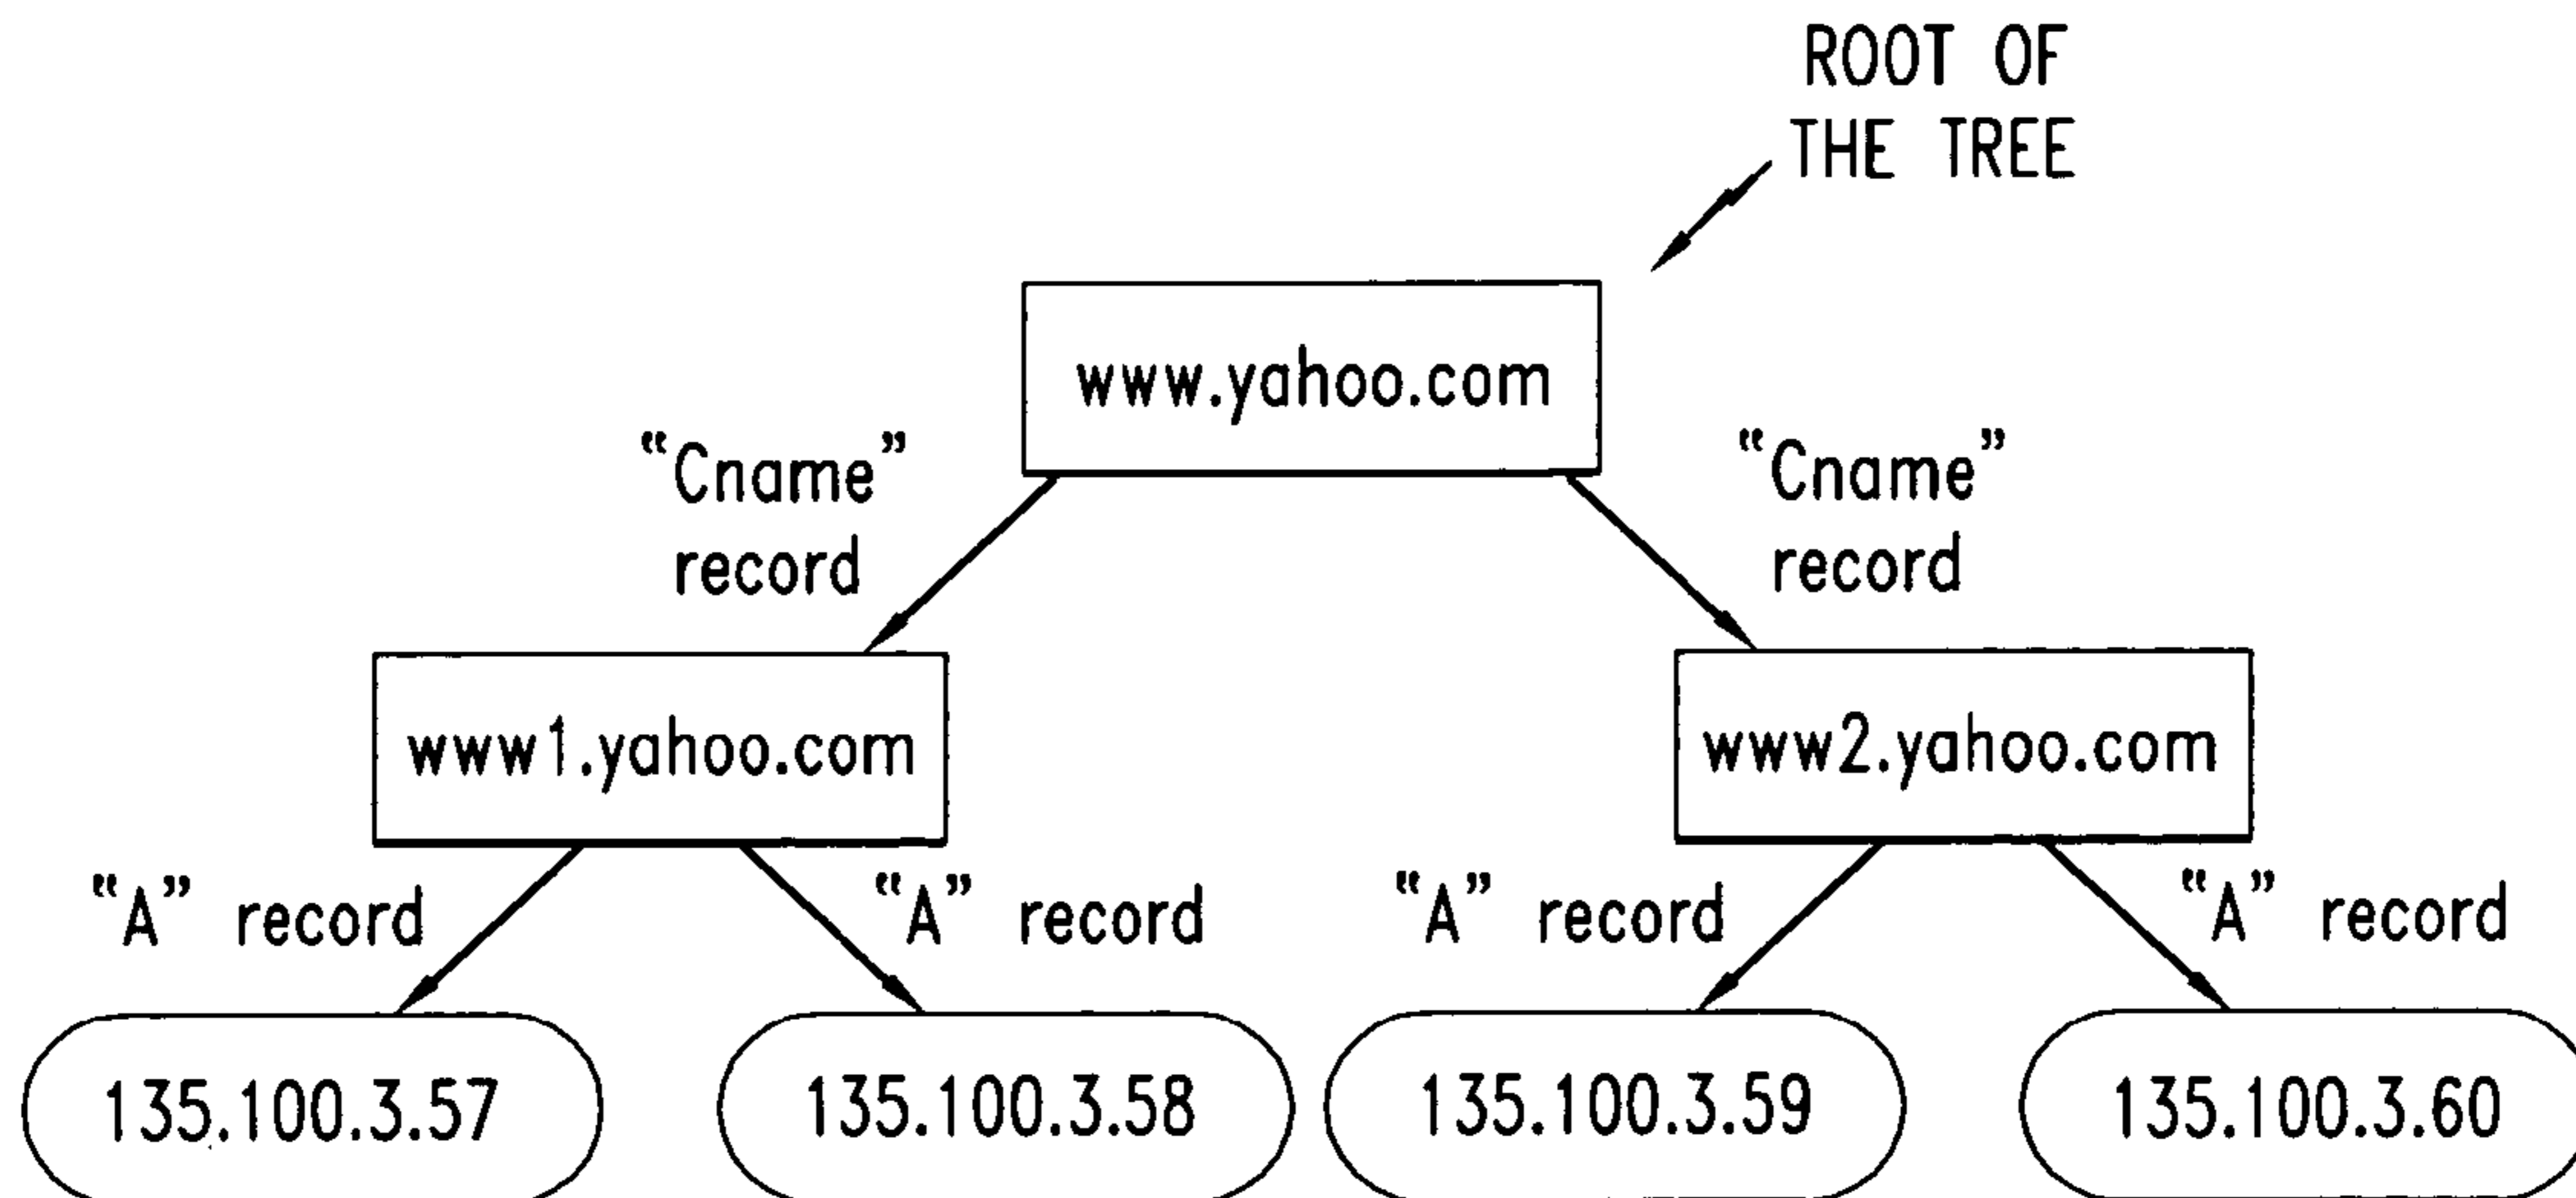 ROOT OF
THE TREE
www.yahoo.com
“Cname”
record
“Cname”
record
www1.yahoo.com
www2.yahoo.com
“A” record
“A” record
“A” record
“A” record
135.100.3.57
135.100.3.58
135.100.3.59
135.100.3.60